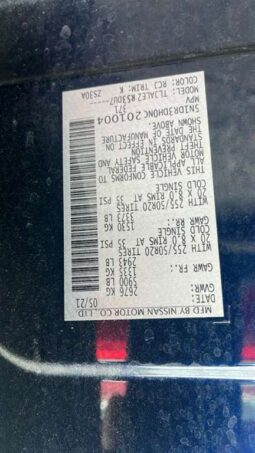 MFD BY NISSAN MOTOR CO., LTD.
DATE: 05/21
GVWR: 2676 KG
5900 LB
GAWR FR.: 1335 KG
2943 LB
WITH 255/50R20 TIRES
20 X 8.0 RIMS AT 35 PSI
COLD SINGLE
GAWR RR: 1530 KG
3373 LB
WITH 255/50R20 TIRES
20 X 8.0 RIMS AT 35 PSI
COLD SINGLE
THIS VEHICLE CONFORMS TO
ALL APPLICABLE FEDERAL
MOTOR VEHICLE SAFETY AND
THEFT PREVENTION
STANDARDS IN EFFECT
ON THE DATE OF MANUFACTURE
SHOWN ABOVE.
371
MPV
COLOR: RCJ TRIM: K
ZS30A